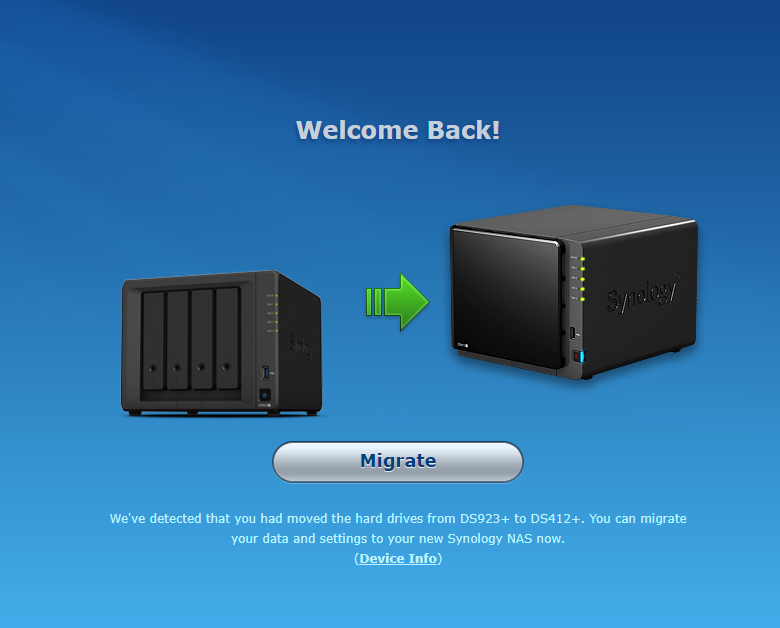 Welcome Back!
Synology
Migrate
We've detected that you had moved the hard drives from DS923+ to DS412+. You can migrate
your data and settings to your new Synology NAS now.
(Device Info)